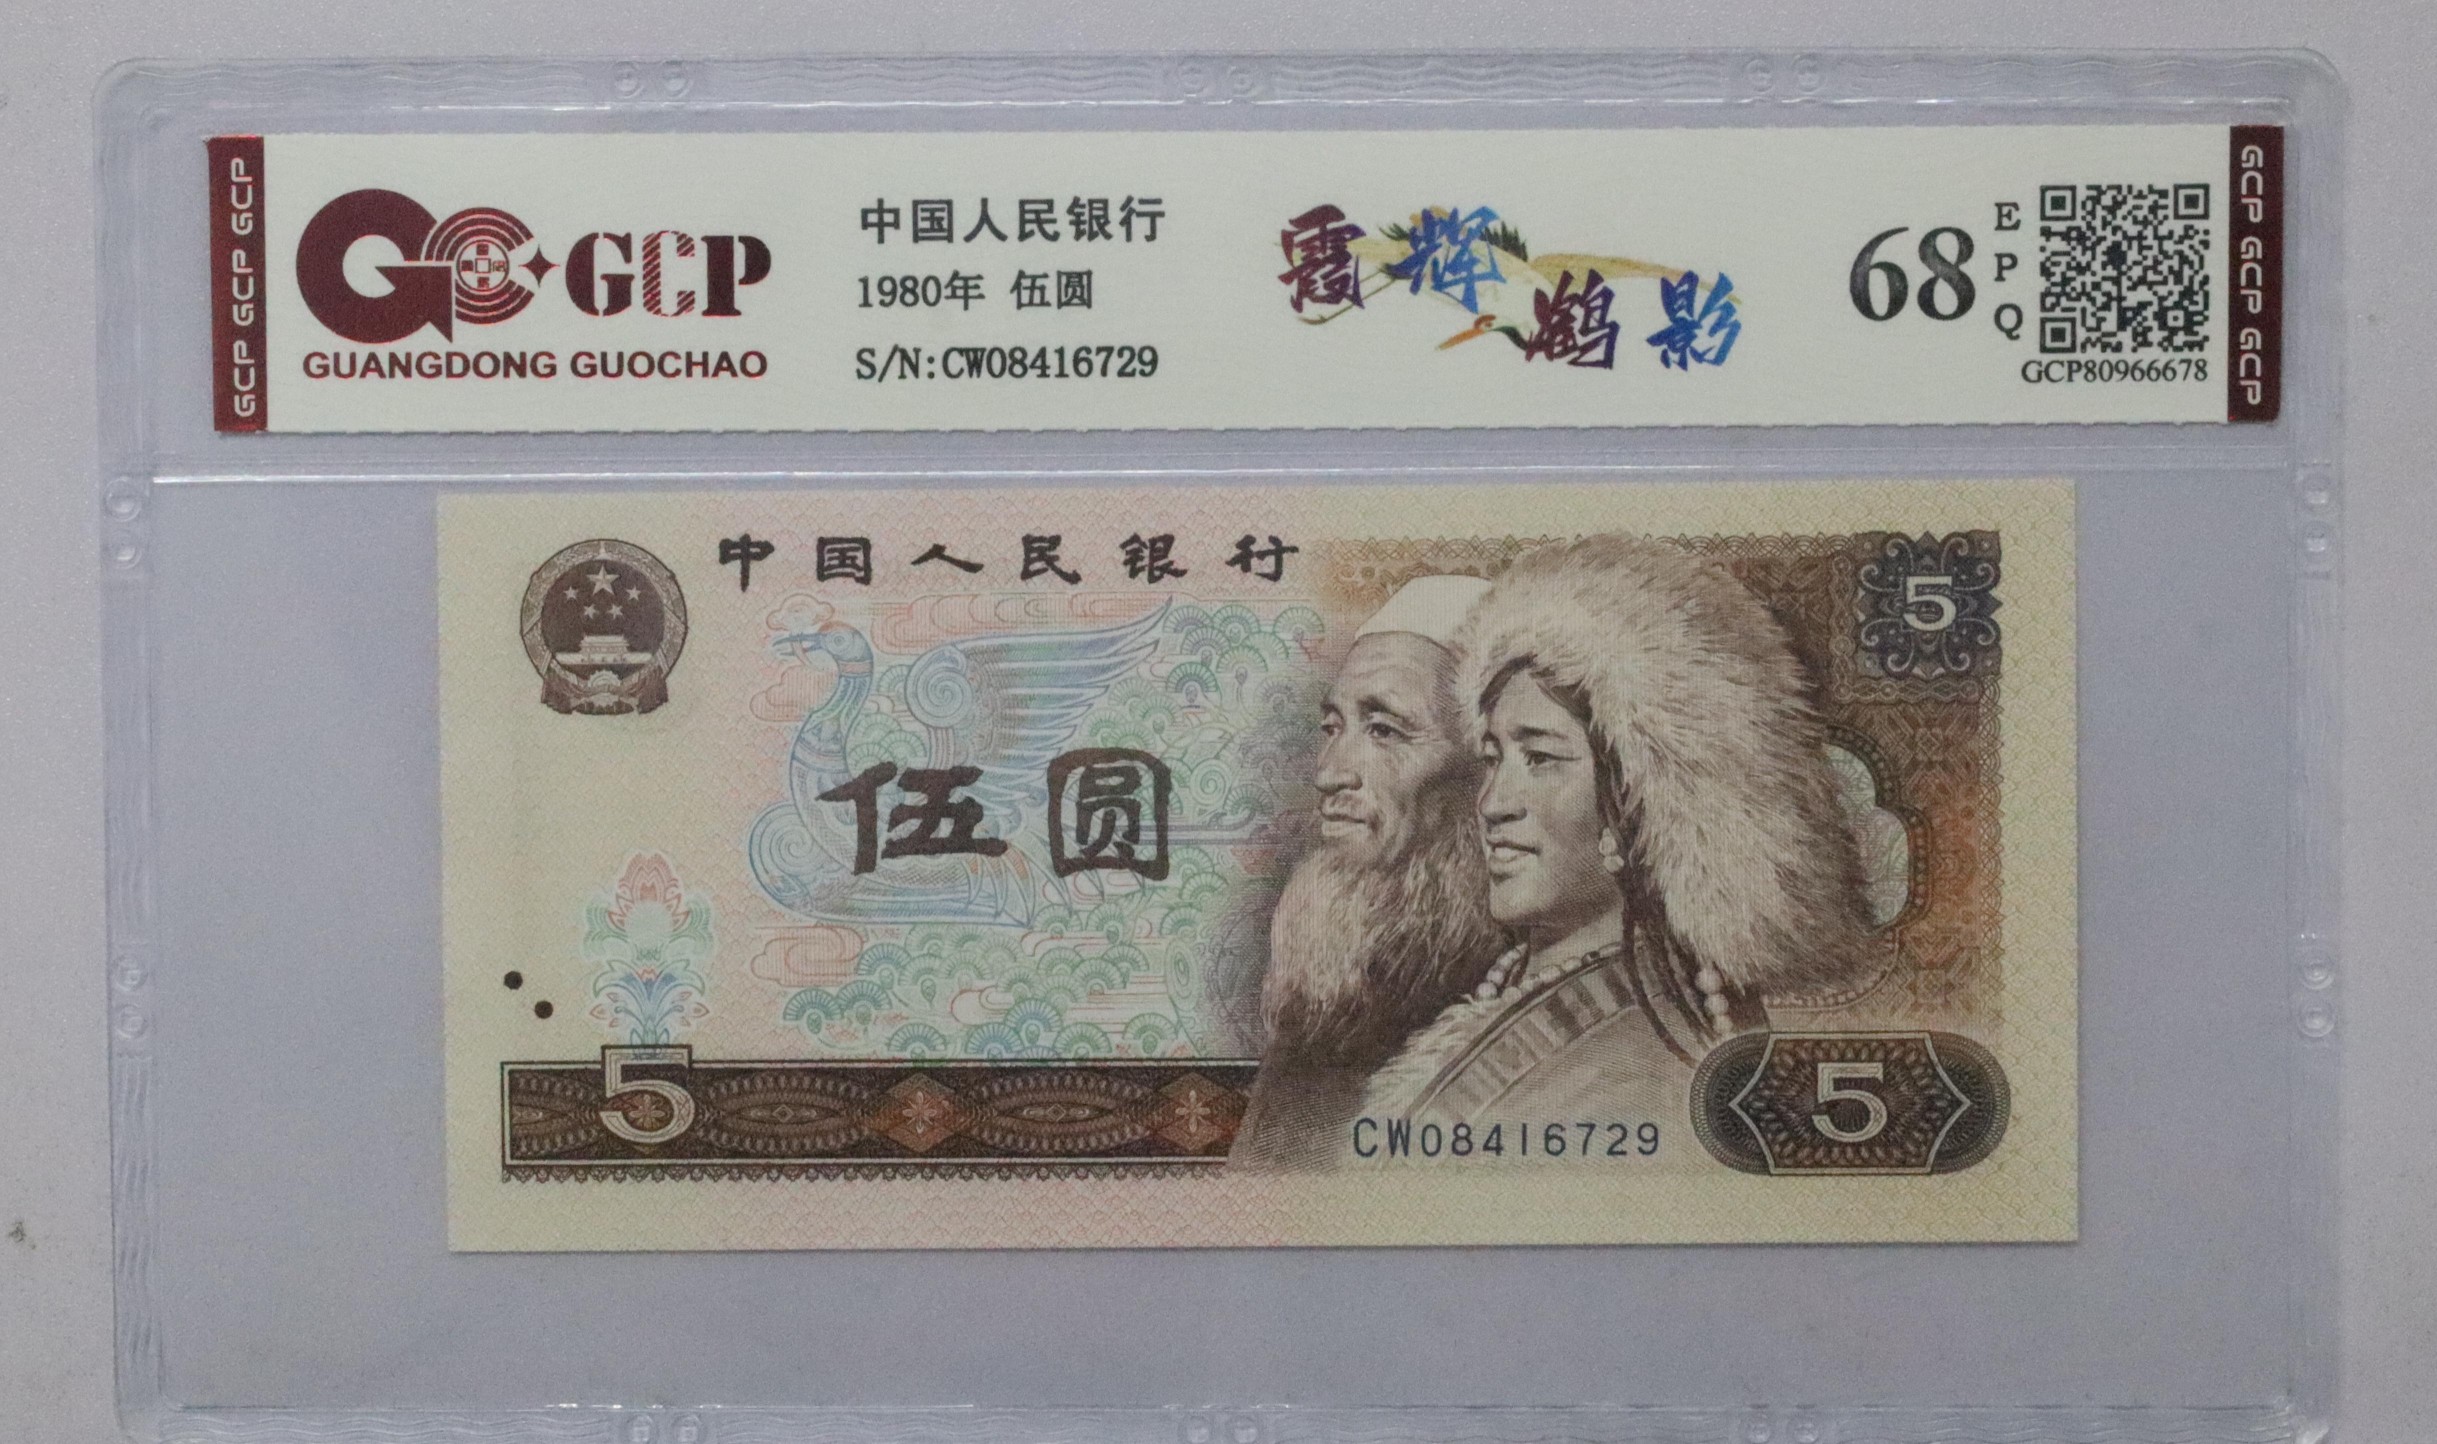 GCP GCP GCP
GCP
GUANGDONG GUOCHAO
中国人民银行
1980年 伍圆
S/N:CW08416729
霞辉
鹤影
68
EPQ
GCP80966678
GCP GCP GCP
中国人民银行
5
伍圆
5
CW08416729
5